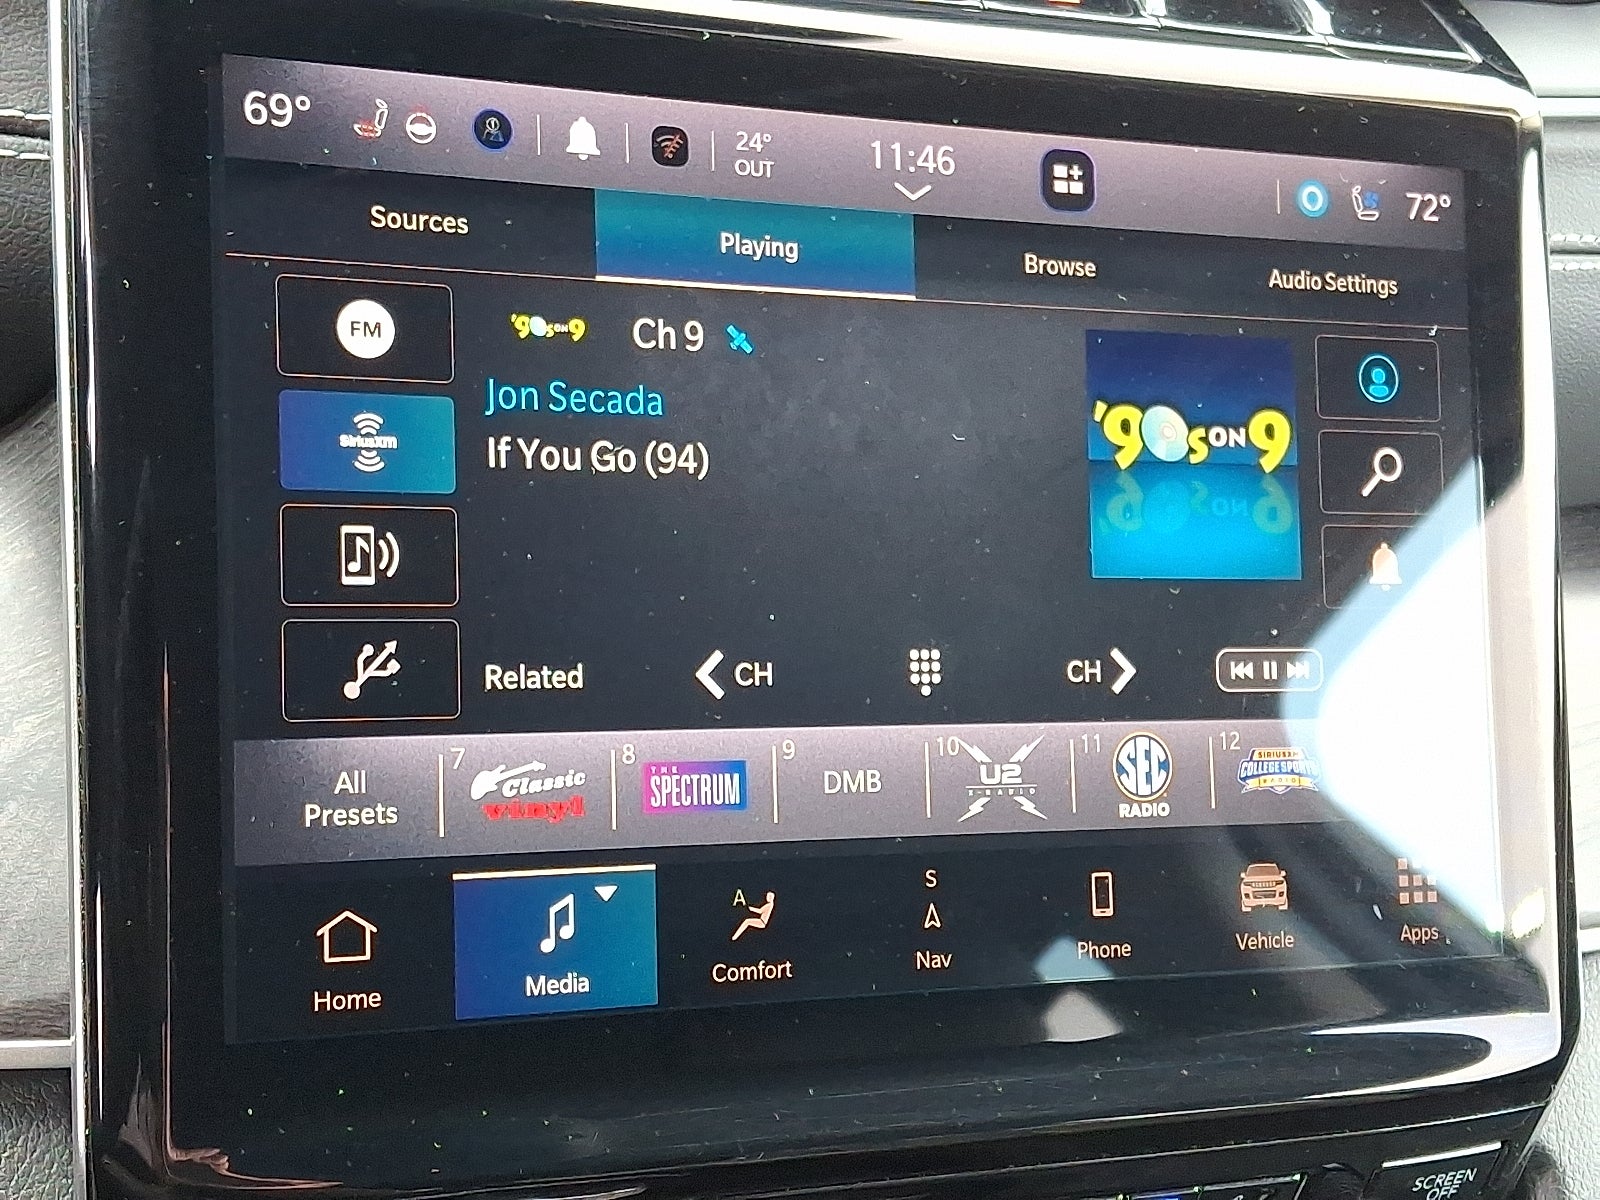 69°
24°
OUT
11:46
72°
Sources
Playing
Browse
Audio Settings
FM
'90s ON 9
Ch 9
Jon Secada
If You Go (94)
SiriusXM
'90s ON 9
Related
CH
CH
All
Presets
7
Classic
vinyl
8
THE
SPECTRUM
9
DMB
10
U2
X-RADIO
11
SEC
RADIO
12
SIRIUSXM
COLLEGE SPORTS
RADIO
Home
Media
A
Comfort
S
Nav
Phone
Vehicle
Apps
SCREEN
OFF